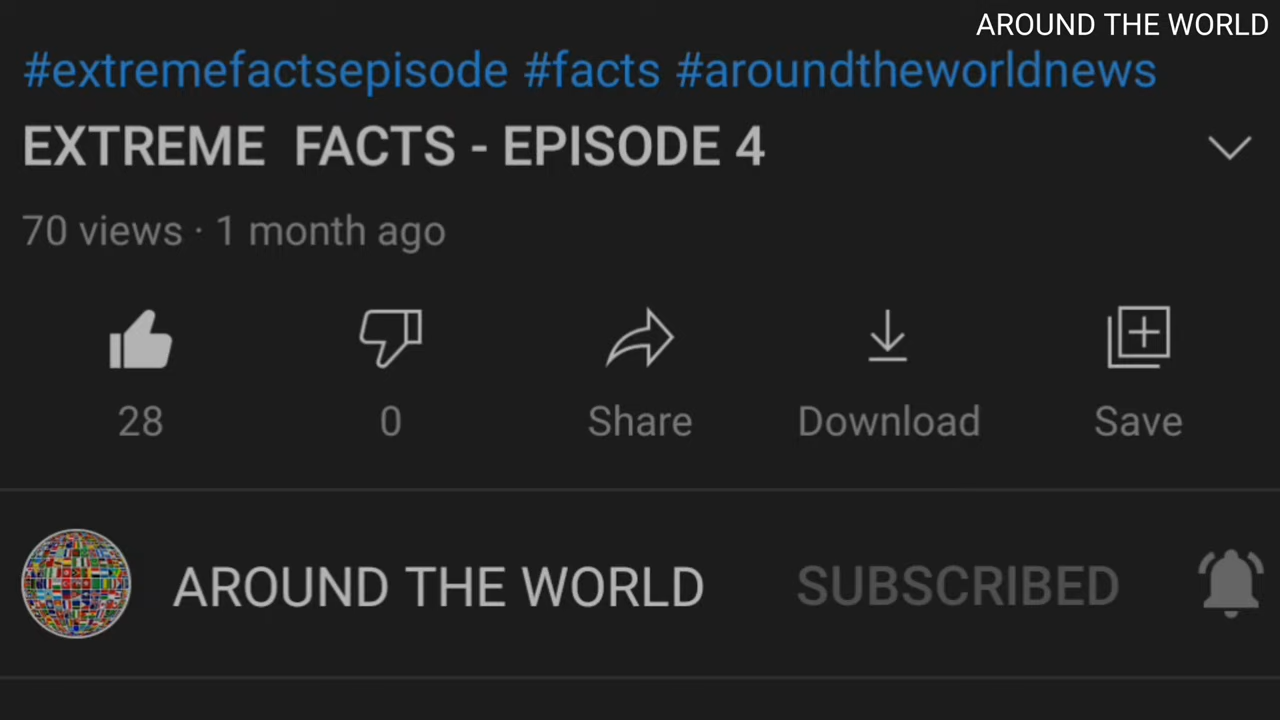 AROUND THE WORLD
#extremefactsepisode #facts #aroundtheworldnews
EXTREME FACTS - EPISODE 4
70 views · 1 month ago
28 0 Share Download Save
AROUND THE WORLD SUBSCRIBED